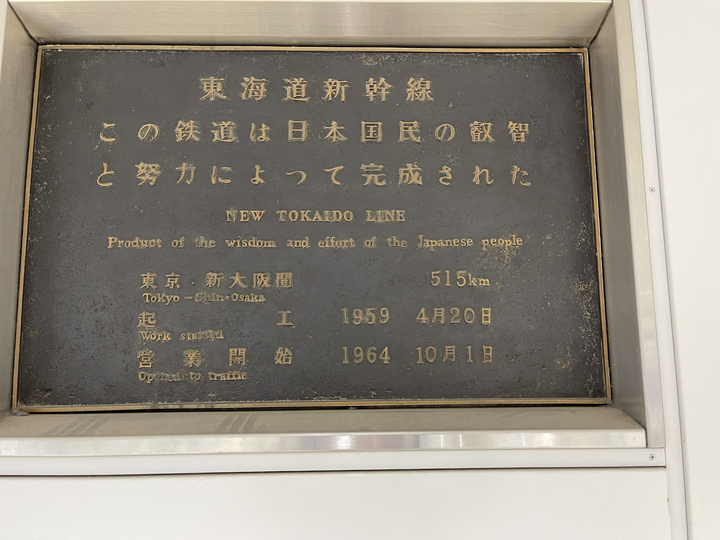 東海道新幹線
この鉄道は日本国民の叡智
と努力によって完成された
NEW TOKAIDO LINE
Product of the wisdom and effort of the Japanese people
東京・新大阪間 515km
Tokyo - Shin-Osaka
起工 1959 4月20日
Work started
営業開始 1964 10月1日
Opened to traffic